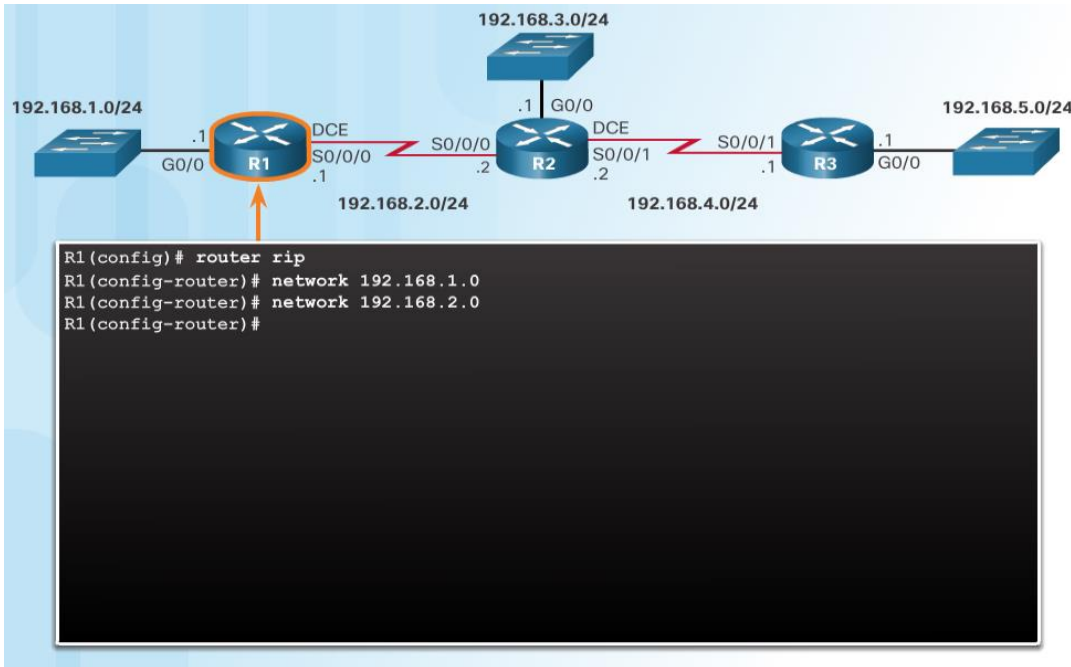 192.168.3.0/24
192.168.1.0/24
192.168.5.0/24
.1
G0/0
R1
DCE
S0/0/0
.1
192.168.2.0/24
S0/0/0
.2
.1
G0/0
R2
DCE
S0/0/1
.2
192.168.4.0/24
S0/0/1
.1
R3
.1
G0/0
R1(config)# router rip
R1(config-router)# network 192.168.1.0
R1(config-router)# network 192.168.2.0
R1(config-router)#